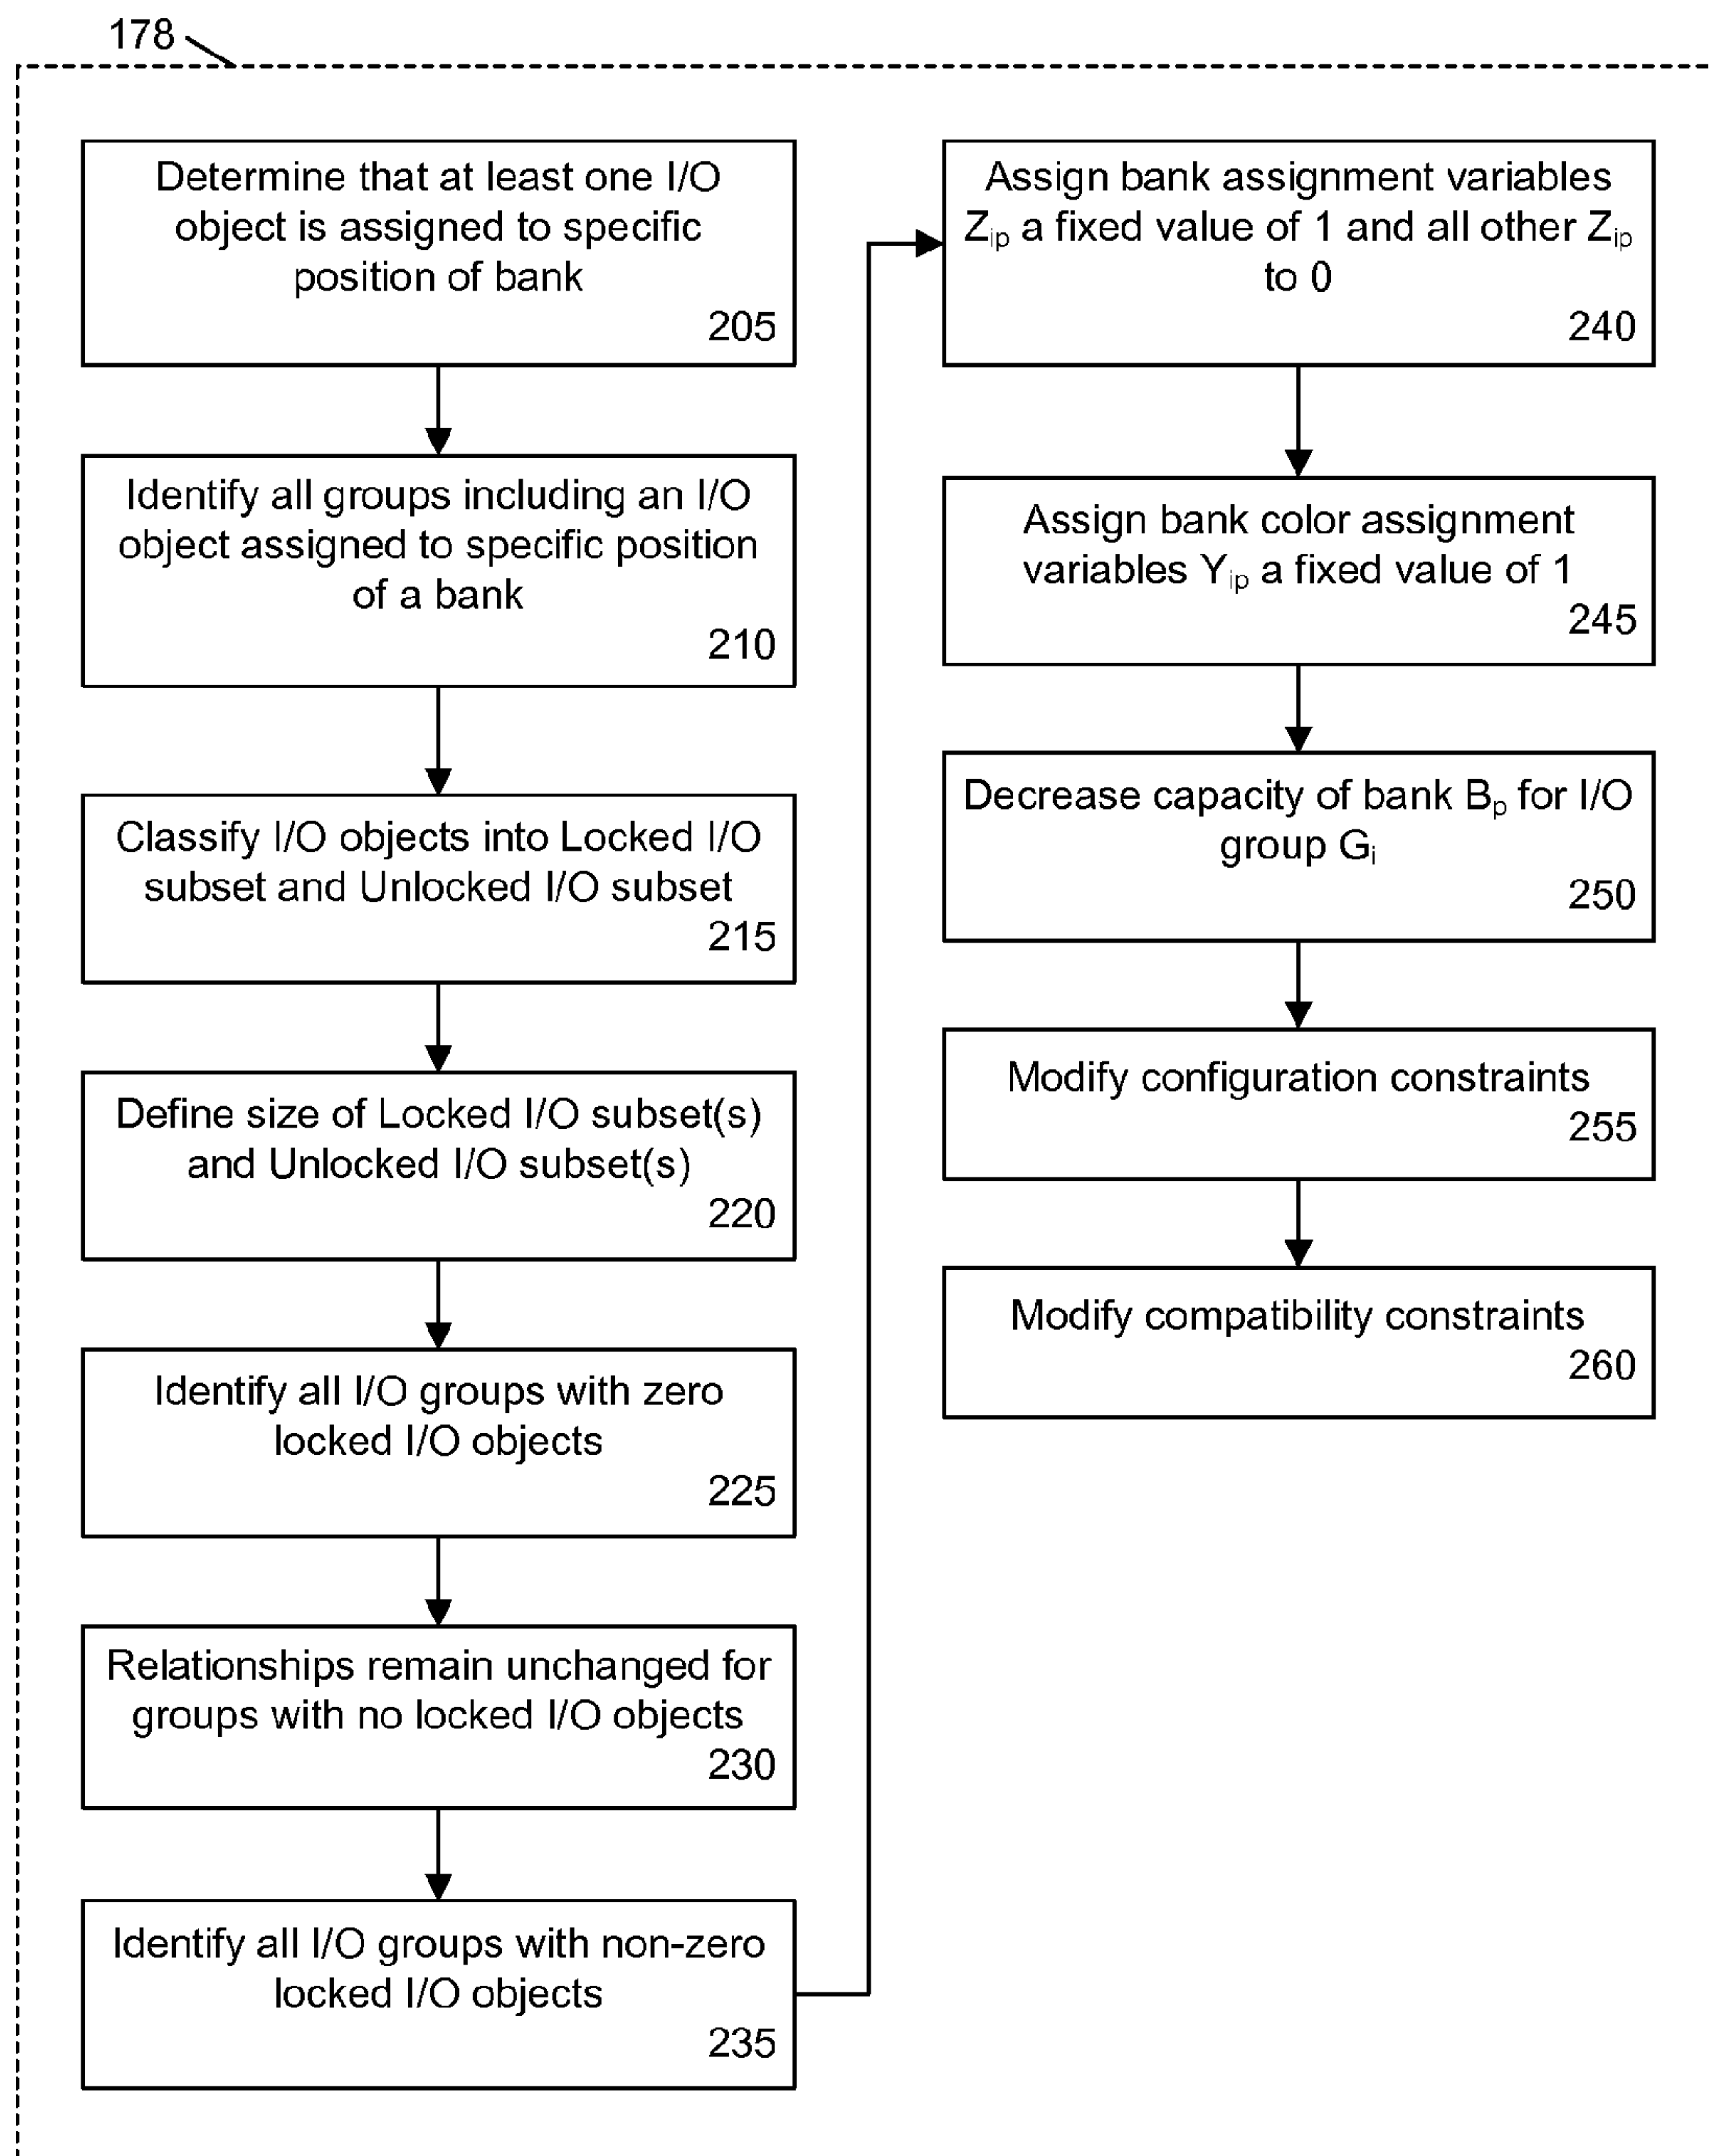 178
Determine that at least one I/O
object is assigned to specific
position of bank
205
Identify all groups including an I/O
object assigned to specific position
of a bank
210
Classify I/O objects into Locked I/O
subset and Unlocked I/O subset
215
Define size of Locked I/O subset(s)
and Unlocked I/O subset(s)
220
Identify all I/O groups with zero
locked I/O objects
225
Relationships remain unchanged for
groups with no locked I/O objects
230
Identify all I/O groups with non-zero
locked I/O objects
235
Assign bank assignment variables
Zip a fixed value of 1 and all other Zip
to 0
240
Assign bank color assignment
variables Yip a fixed value of 1
245
Decrease capacity of bank Bp for I/O
group Gi
250
Modify configuration constraints
255
Modify compatibility constraints
260